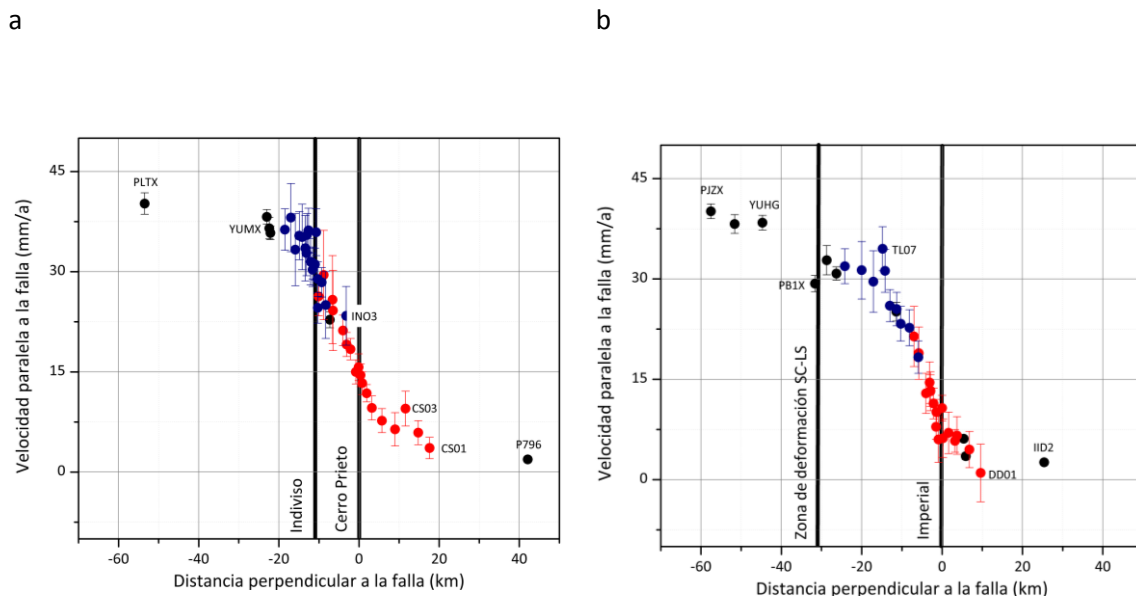 a
b
Velocidad paralela a la falla (mm/a)
45
30
15
0
PLTX
YUMX
INO3
CS03
CS01
P796
Indiviso
Cerro Prieto
-60
-40
-20
0
20
40
Distancia perpendicular a la falla (km)
Velocidad paralela a la falla (mm/a)
45
30
15
0
PJZX
YUHG
TL07
PB1X
IID2
DD01
Zona de deformación SC-LS
Imperial
-60
-40
-20
0
20
40
Distancia perpendicular a la falla (km)